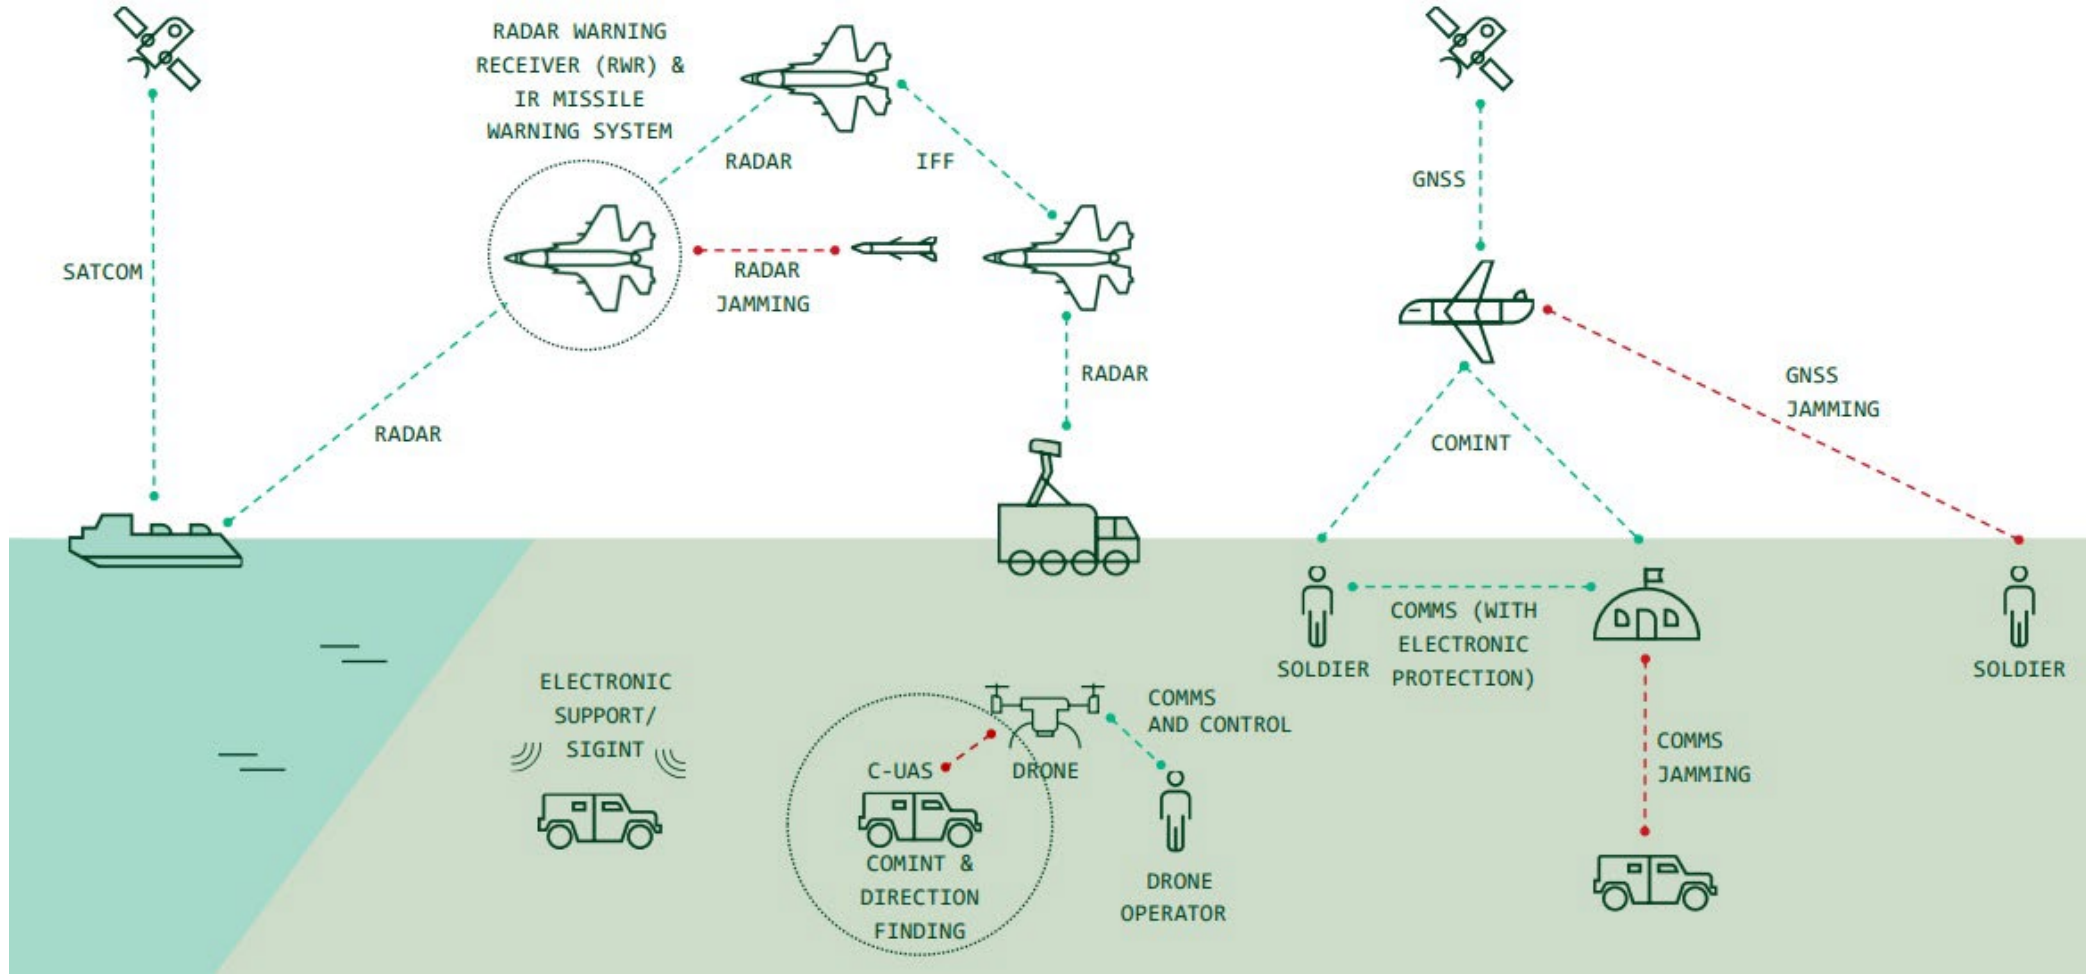 RADAR WARNING
RECEIVER (RWR) &
IR MISSILE
WARNING SYSTEM
RADAR
IFF
GNSS
SATCOM
RADAR
JAMMING
RADAR
GNSS
JAMMING
RADAR
COMINT
COMMS (WITH
ELECTRONIC
PROTECTION)
SOLDIER
SOLDIER
ELECTRONIC
SUPPORT/
SIGINT
COMMS
AND CONTROL
C-UAS
DRONE
COMMS
JAMMING
COMINT &
DIRECTION
FINDING
DRONE
OPERATOR